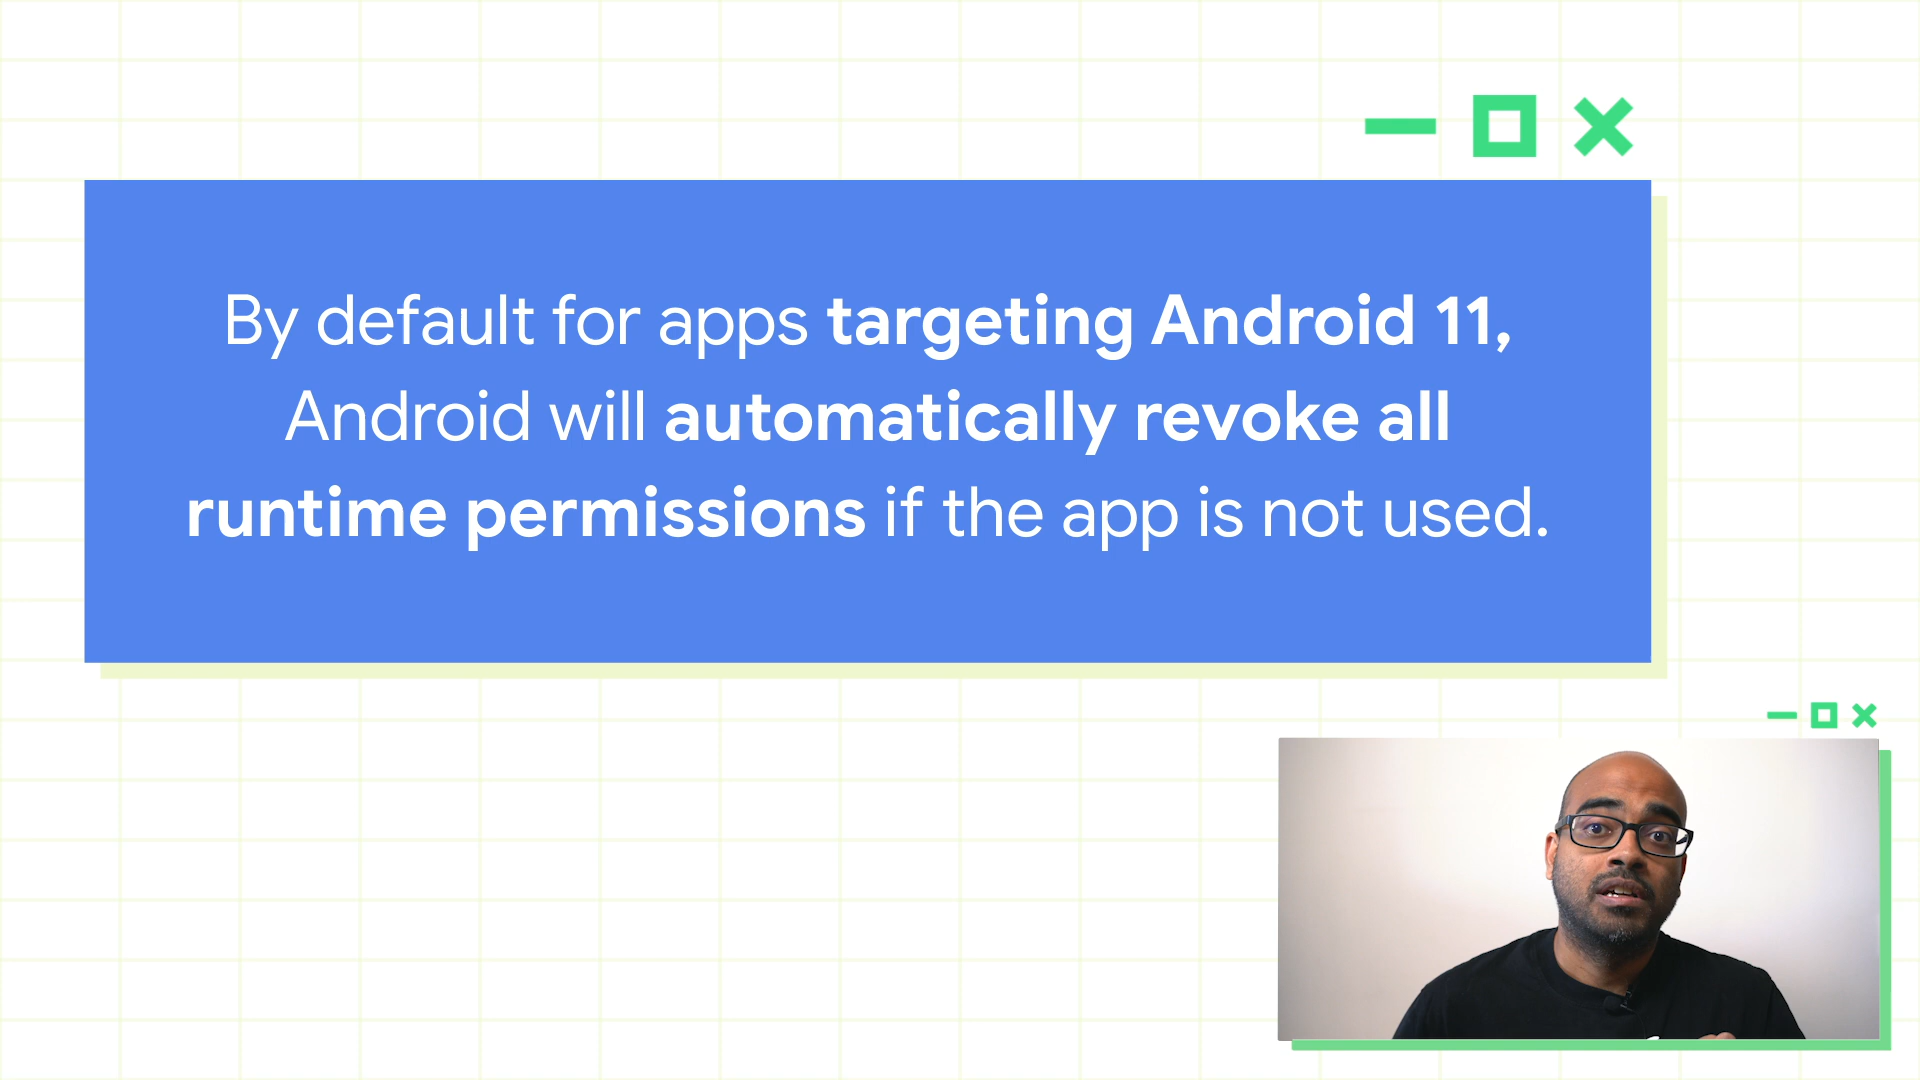 By default for apps targeting Android 11,
Android will automatically revoke all
runtime permissions if the app is not used.